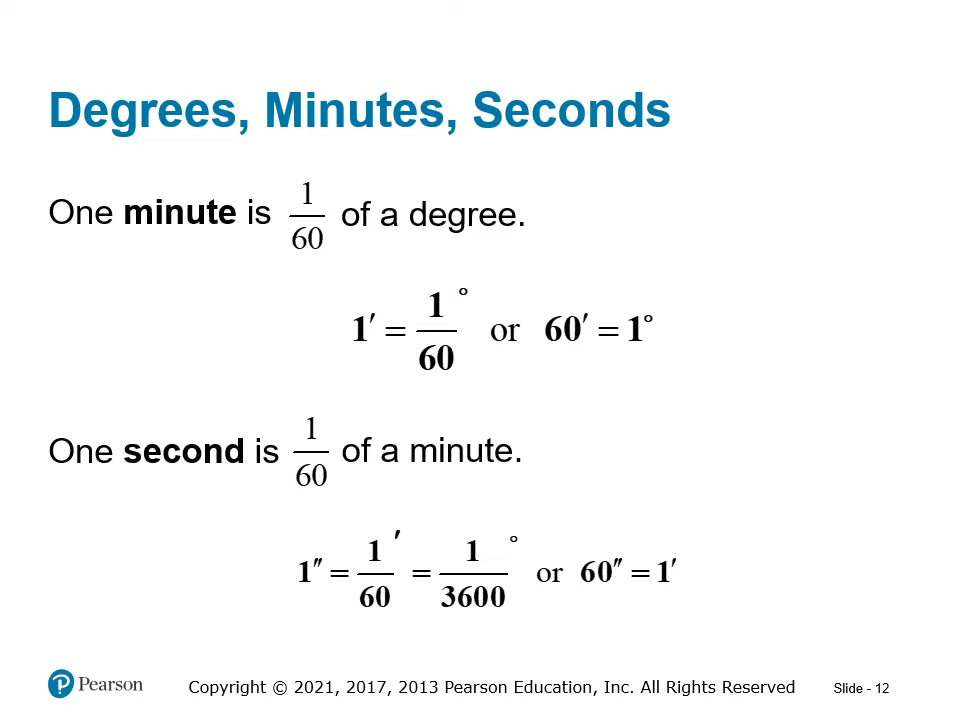 Degrees, Minutes, Seconds
One minute is 1/60 of a degree.
1′ = 1/60° or 60′ = 1°
One second is 1/60 of a minute.
1″ = 1/60′ = 1/3600° or 60″ = 1′
Pearson Copyright © 2021, 2017, 2013 Pearson Education, Inc. All Rights Reserved Slide - 12